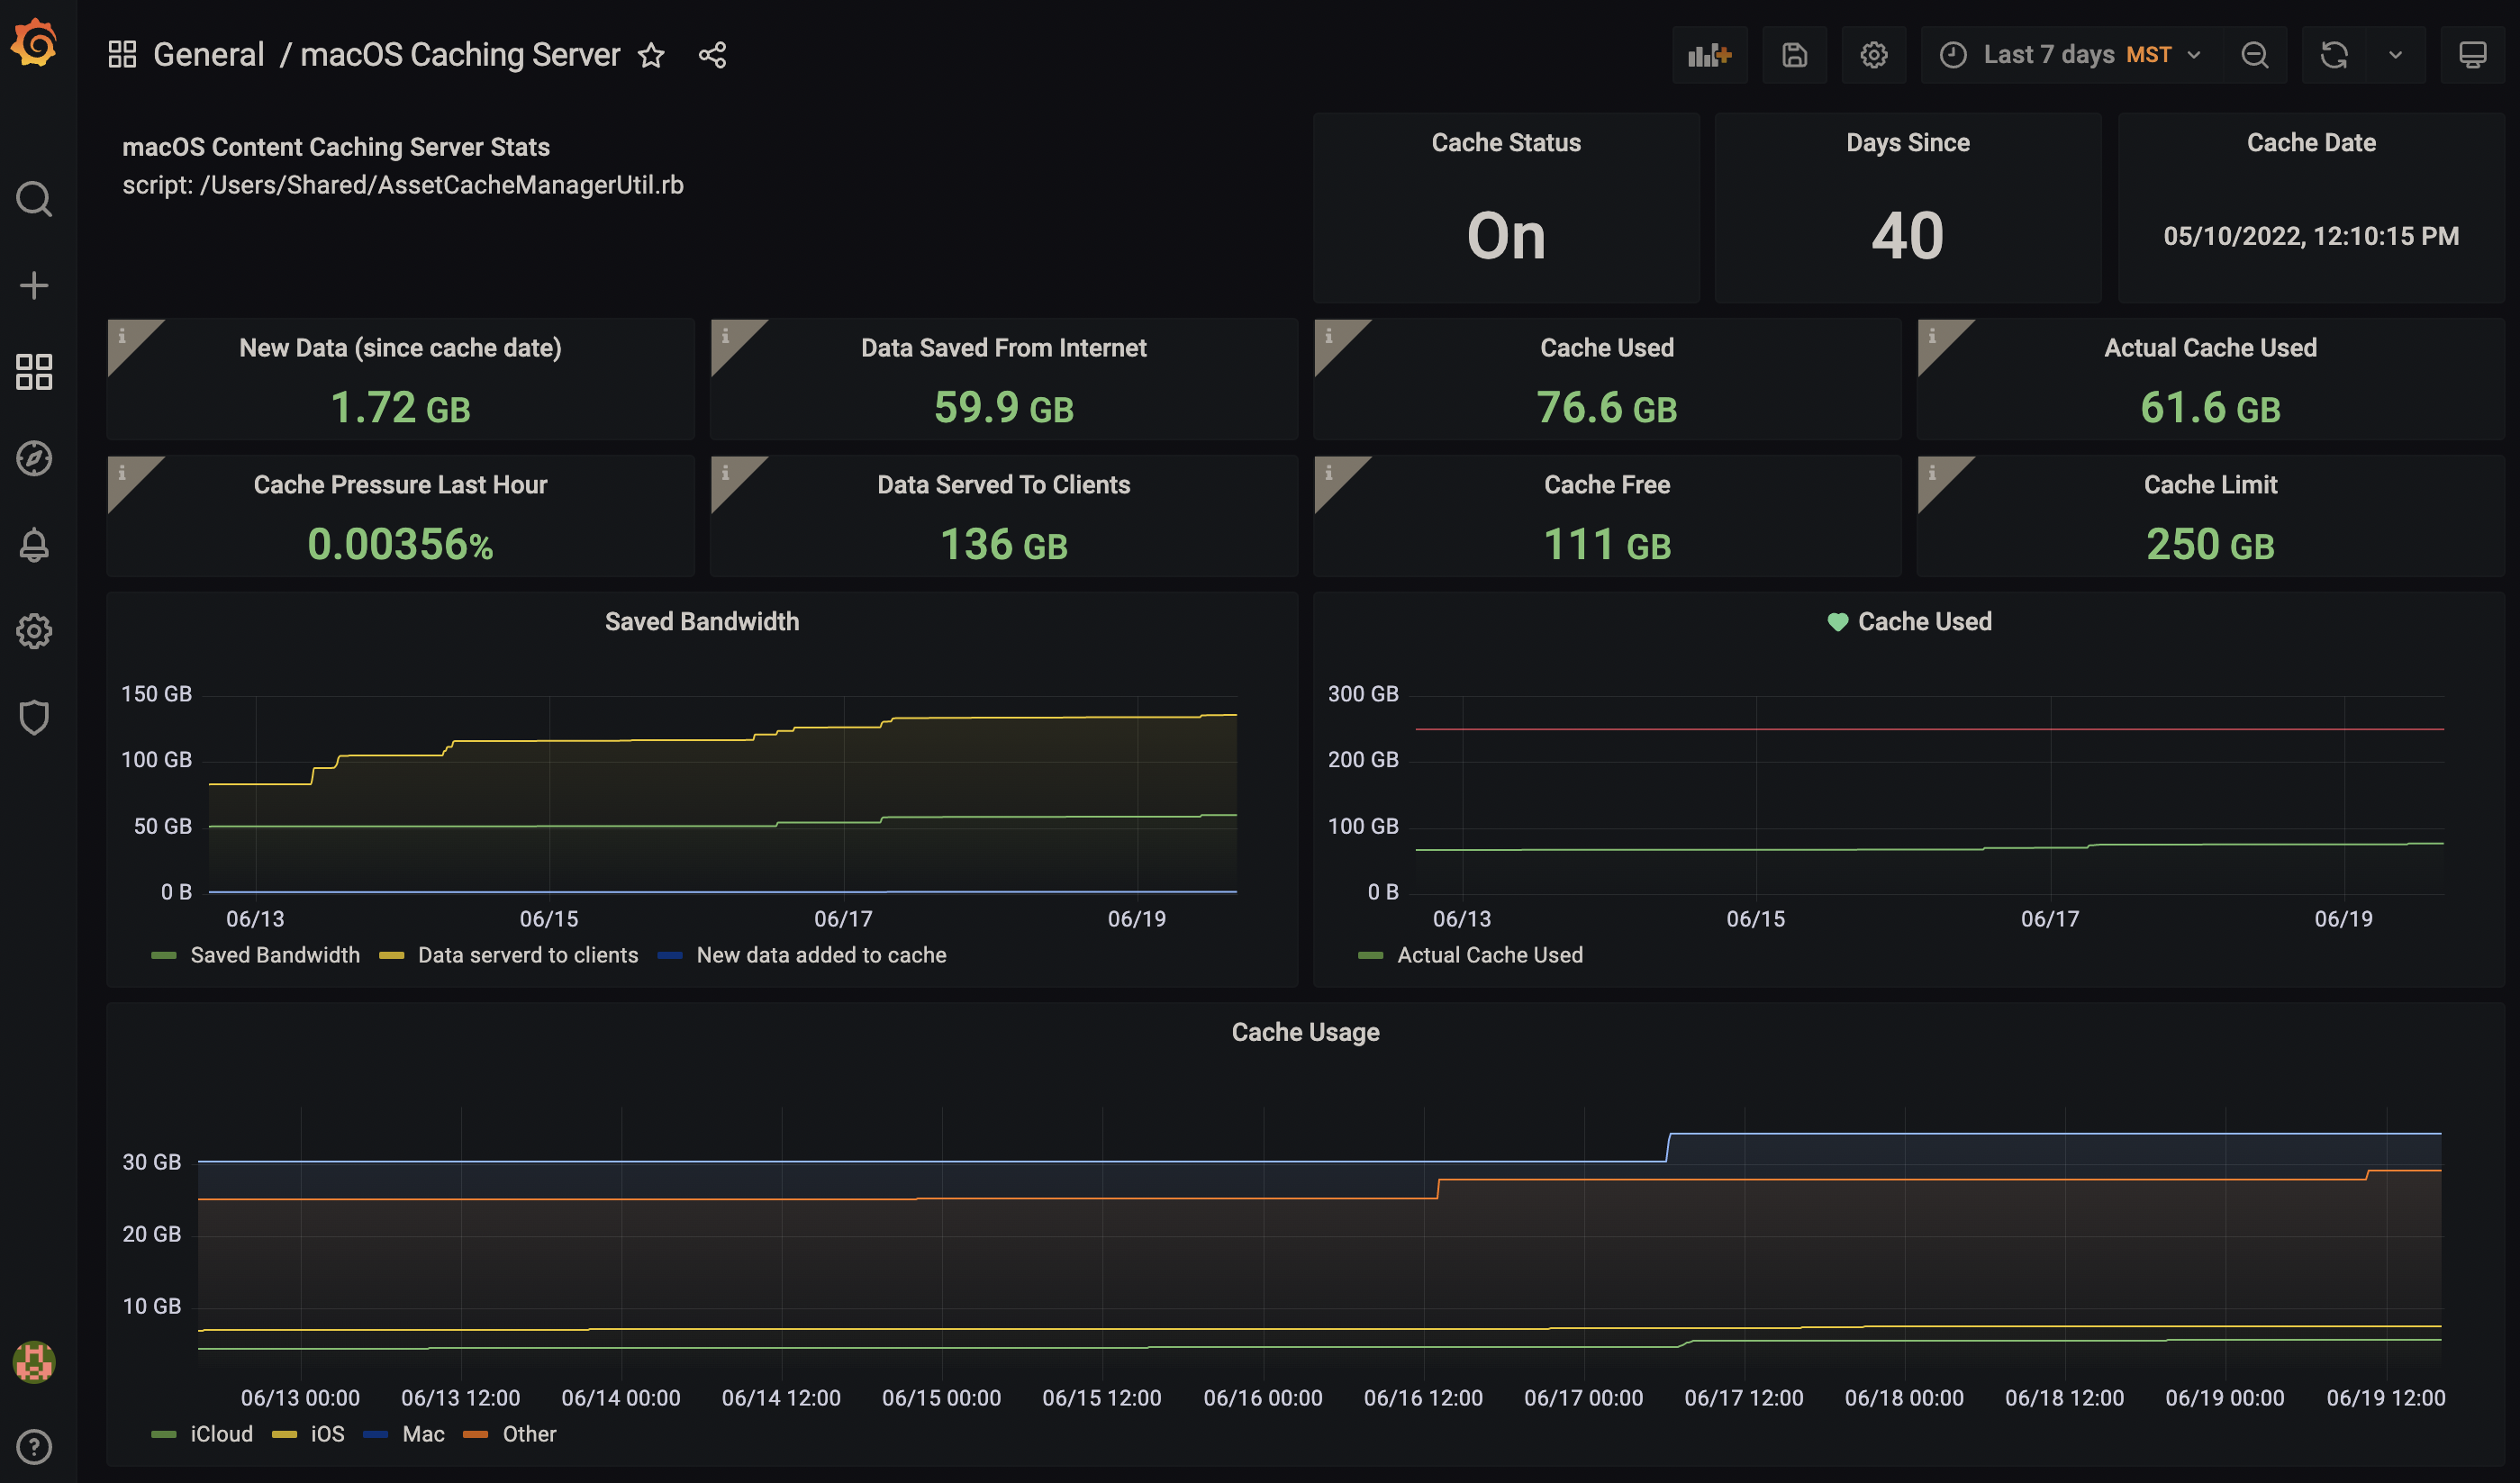 General / macOS Caching Server
Last 7 days MST
macOS Content Caching Server Stats
script: /Users/Shared/AssetCacheManagerUtil.rb
Cache Status
On
Days Since
40
Cache Date
05/10/2022, 12:10:15 PM
New Data (since cache date)
1.72 GB
Data Saved From Internet
59.9 GB
Cache Used
76.6 GB
Actual Cache Used
61.6 GB
Cache Pressure Last Hour
0.00356%
Data Served To Clients
136 GB
Cache Free
111 GB
Cache Limit
250 GB
Saved Bandwidth
150 GB
100 GB
50 GB
0 B
06/13 06/15 06/17 06/19
Saved Bandwidth Data serverd to clients New data added to cache
Cache Used
300 GB
200 GB
100 GB
0 B
06/13 06/15 06/17 06/19
Actual Cache Used
Cache Usage
30 GB
20 GB
10 GB
06/13 00:00 06/13 12:00 06/14 00:00 06/14 12:00 06/15 00:00 06/15 12:00 06/16 00:00 06/16 12:00 06/17 00:00 06/17 12:00 06/18 00:00 06/18 12:00 06/19 00:00 06/19 12:00
iCloud iOS Mac Other